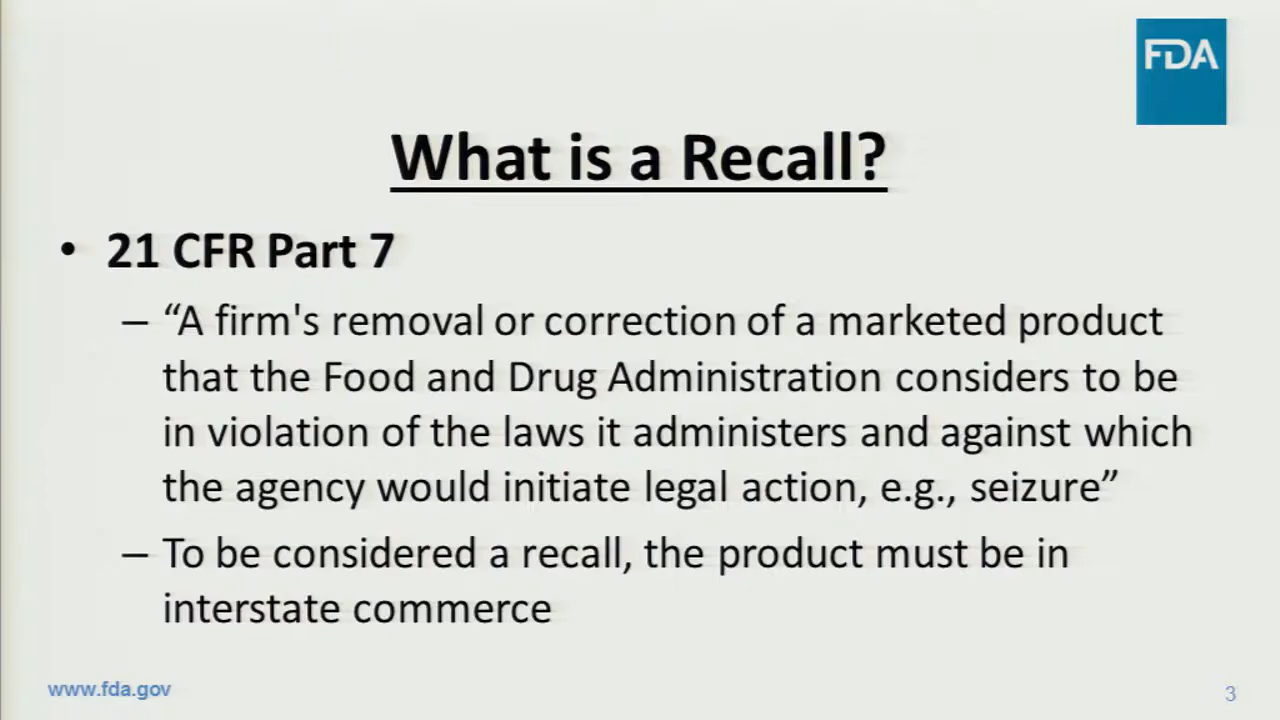 FDA
What is a Recall?
• 21 CFR Part 7
– “A firm's removal or correction of a marketed product
that the Food and Drug Administration considers to be
in violation of the laws it administers and against which
the agency would initiate legal action, e.g., seizure”
– To be considered a recall, the product must be in
interstate commerce
www.fda.gov
3